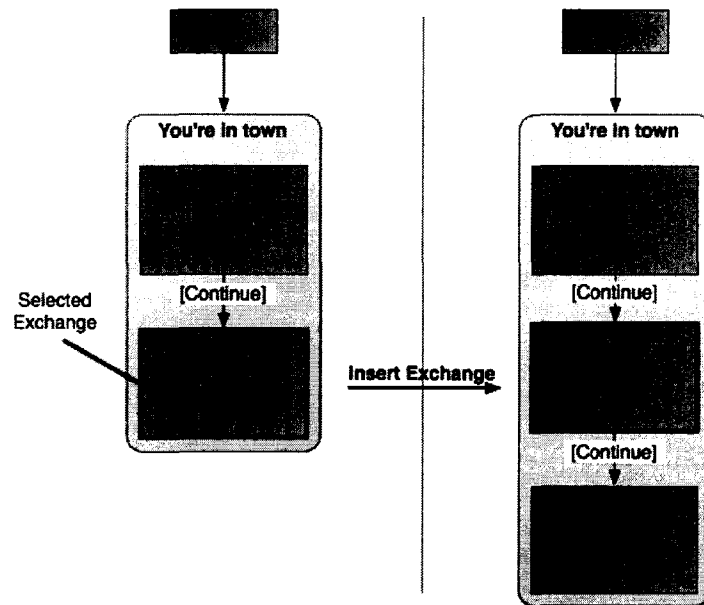 You're in town
You're in town
[Continue]
[Continue]
Selected
Exchange
Insert Exchange
[Continue]